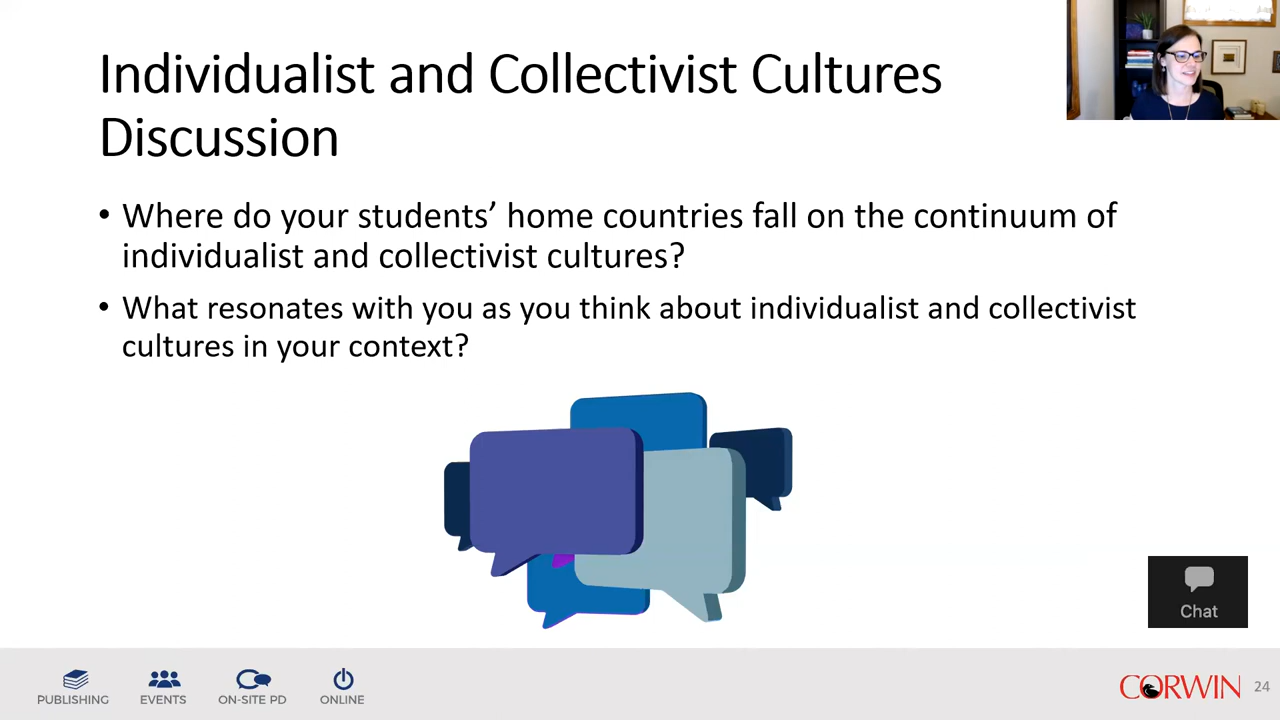 Individualist and Collectivist Cultures
Discussion
• Where do your students’ home countries fall on the continuum of
individualist and collectivist cultures?
• What resonates with you as you think about individualist and collectivist
cultures in your context?
Chat
PUBLISHING
EVENTS
ON-SITE PD
ONLINE
CORWIN
24